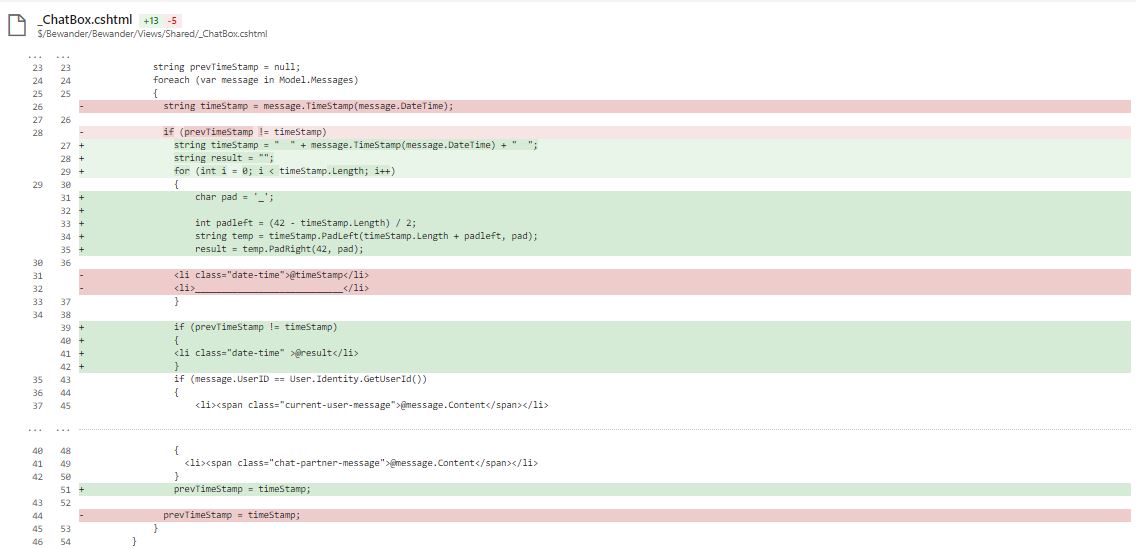 _ChatBox.cshtml +13 -5
$/Bewander/Bewander/Views/Shared/_ChatBox.cshtml
... ...
23 23 string prevTimeStamp = null;
24 24 foreach (var message in Model.Messages)
25 25 {
26 - string timeStamp = message.TimeStamp(message.DateTime);
27 26
28 - if (prevTimeStamp != timeStamp)
27 + string timeStamp = "  " + message.TimeStamp(message.DateTime) + "  ";
28 + string result = "";
29 + for (int i = 0; i < timeStamp.Length; i++)
29 30 {
31 + char pad = '_';
32 +
33 + int padleft = (42 - timeStamp.Length) / 2;
34 + string temp = timeStamp.PadLeft(timeStamp.Length + padleft, pad);
35 + result = temp.PadRight(42, pad);
30 36
31 - <li class="date-time">@timeStamp</li>
32 - <li>____________________________</li>
33 37 }
34 38
39 + if (prevTimeStamp != timeStamp)
40 + {
41 + <li class="date-time" >@result</li>
42 + }
35 43 if (message.UserID == User.Identity.GetUserId())
36 44 {
37 45 <li><span class="current-user-message">@message.Content</span></li>
... ...
40 48 {
41 49 <li><span class="chat-partner-message">@message.Content</span></li>
42 50 }
51 + prevTimeStamp = timeStamp;
43 52
44 - prevTimeStamp = timeStamp;
45 53 }
46 54 }